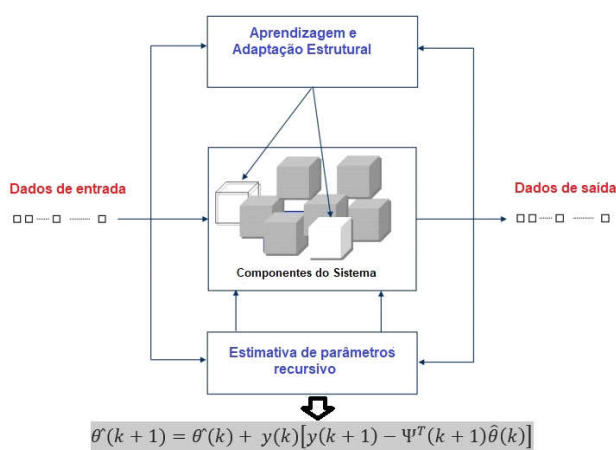 Aprendizagem e
Adaptação Estrutural
Dados de entrada
Dados de saída
Componentes do Sistema
Estimativa de parâmetros
recursivo
θ̂(k + 1) = θ̂(k) + y(k)[y(k + 1) − Ψᵀ(k + 1)θ̂(k)]